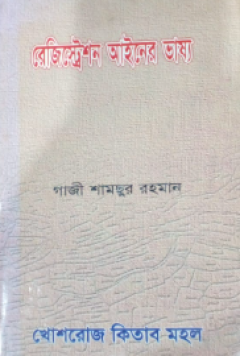 রেজিস্ট্রেশন আইনের ভাষ্য
গাজী শামছুর রহমান
খোশরোজ কিতাব মহল